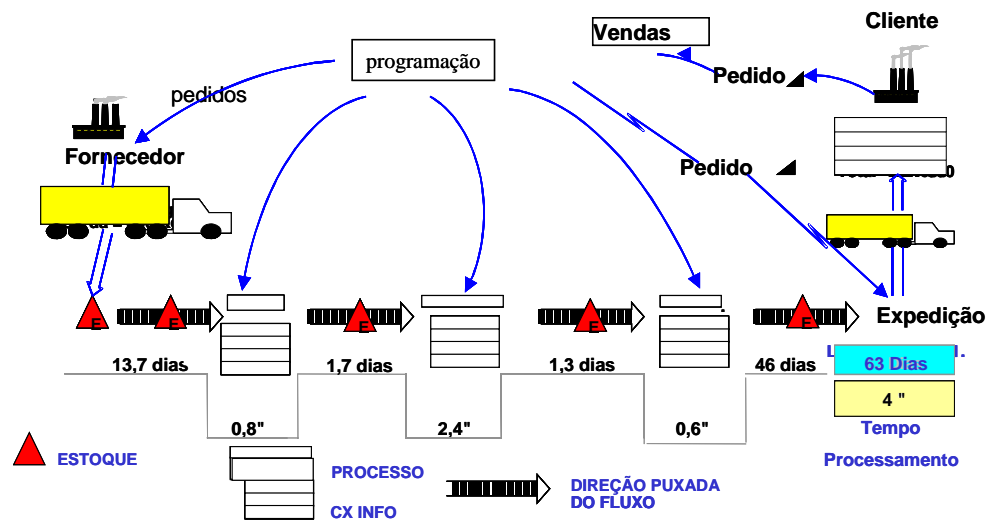 Cliente
Vendas
programação
Pedido
pedidos
Fornecedor
Pedido
E
E
E
E
E
Expedição
13,7 dias
1,7 dias
1,3 dias
46 dias
63 Dias
4 "
0,8"
2,4"
0,6"
Tempo
Processamento
ESTOQUE
PROCESSO
CX INFO
DIREÇÃO PUXADA
DO FLUXO